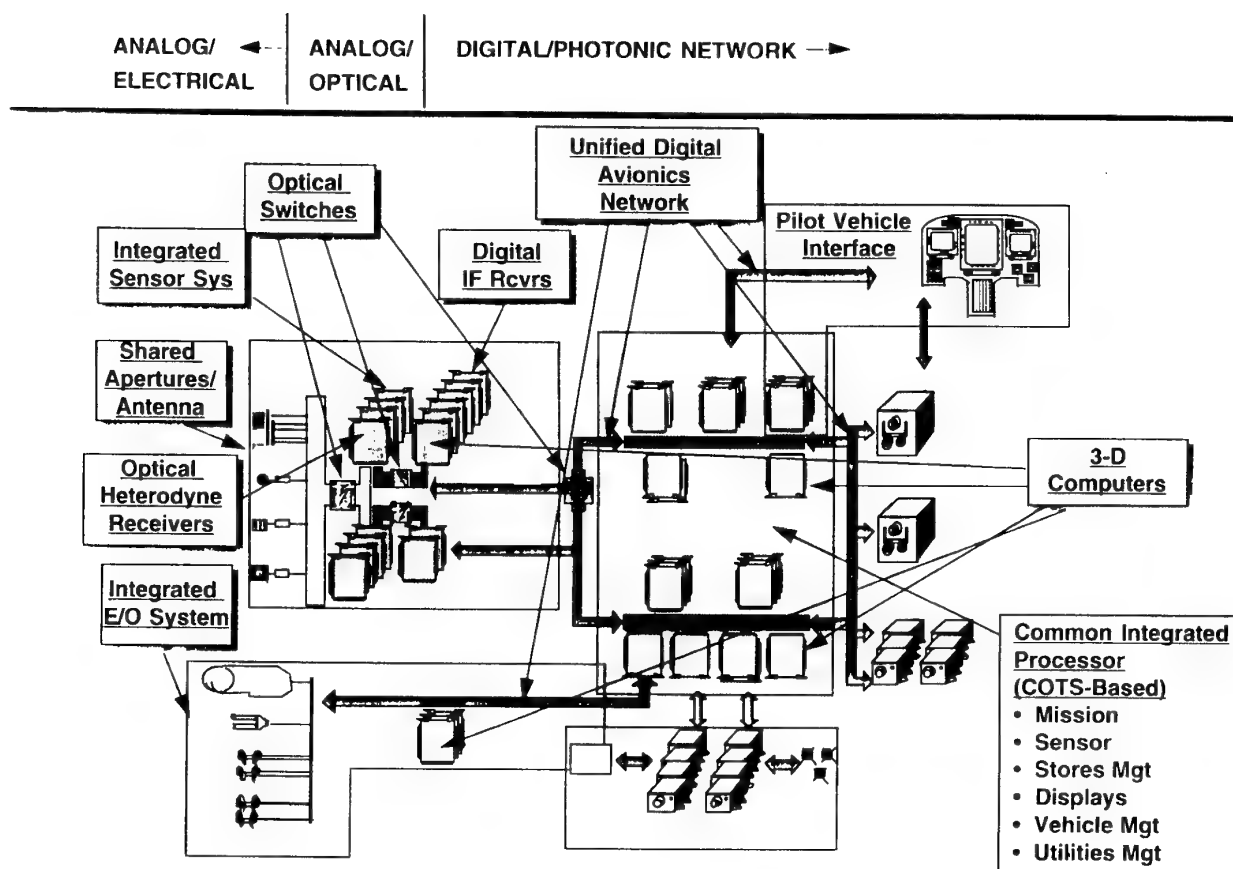 ANALOG/
ELECTRICAL
ANALOG/
OPTICAL
DIGITAL/PHOTONIC NETWORK
Unified Digital
Avionics
Network
Optical
Switches
Pilot Vehicle
Interface
Integrated
Sensor Sys
Digital
IF Rcvrs
Shared
Apertures/
Antenna
Optical
Heterodyne
Receivers
3-D
Computers
Integrated
E/O System
Common Integrated
Processor
(COTS-Based)
• Mission
• Sensor
• Stores Mgt
• Displays
• Vehicle Mgt
• Utilities Mgt